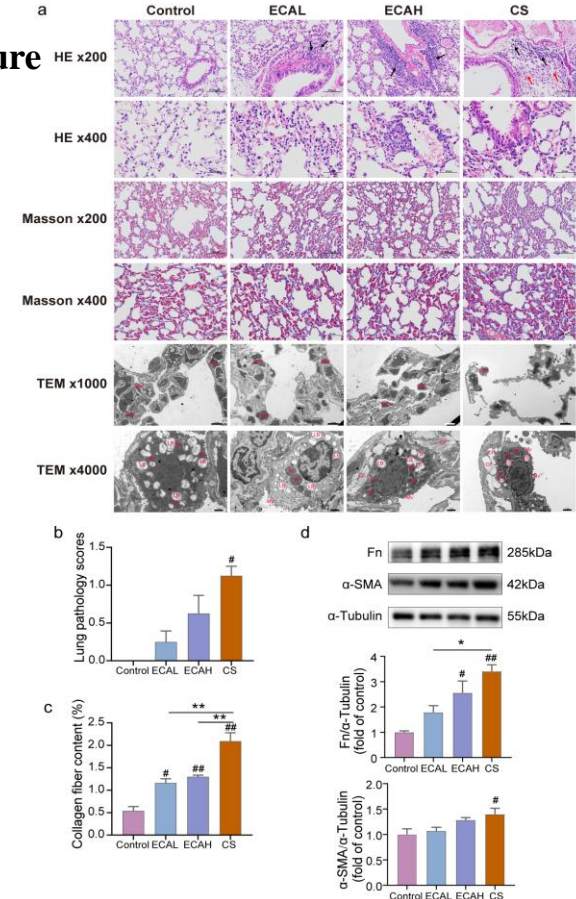 a
Control ECAL ECAH CS
ure
HE x200
HE x400
Masson x200
Masson x400
TEM x1000
TEM x4000
b
Lung pathology scores
1.5
1.0
0.5
0.0
#
Control ECAL ECAH CS
c
Collagen fiber content (%)
2.5
2.0
1.5
1.0
0.5
0.0
**
**
##
# ##
Control ECAL ECAH CS
d
Fn 285kDa
α-SMA 42kDa
α-Tubulin 55kDa
Fn/α-Tubulin
(fold of control)
4
3
2
1
0
*
##
#
Control ECAL ECAH CS
α-SMA/α-Tubulin
(fold of control)
2.0
1.5
1.0
0.5
0.0
#
Control ECAL ECAH CS